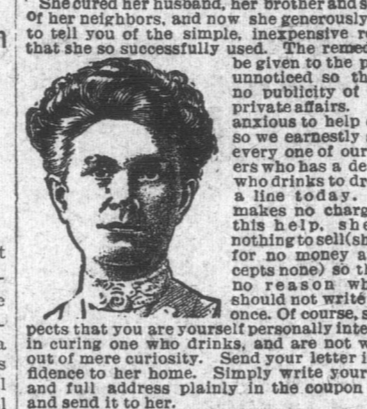 She cured her husband, her brother and s
of her neighbors, and now she generously
to tell you of the simple, inexpensive r
that she so successfully used. The remed
be given to the p
unnoticed so th
no publicity of
private affairs.
anxious to help
so we earnestly
every one of our
ers who has a de
who drinks to dr
a line today.
makes no charg
this help, she
nothing to sell (sh
for no money a
cepts none) so th
no reason wh
should not write
once. Of course, s
pects that you are yourself personally inte
in curing one who drinks, and are not w
out of mere curiosity. Send your letter i
fidence to her home. Simply write your
and full address plainly in the coupon
and send it to her.